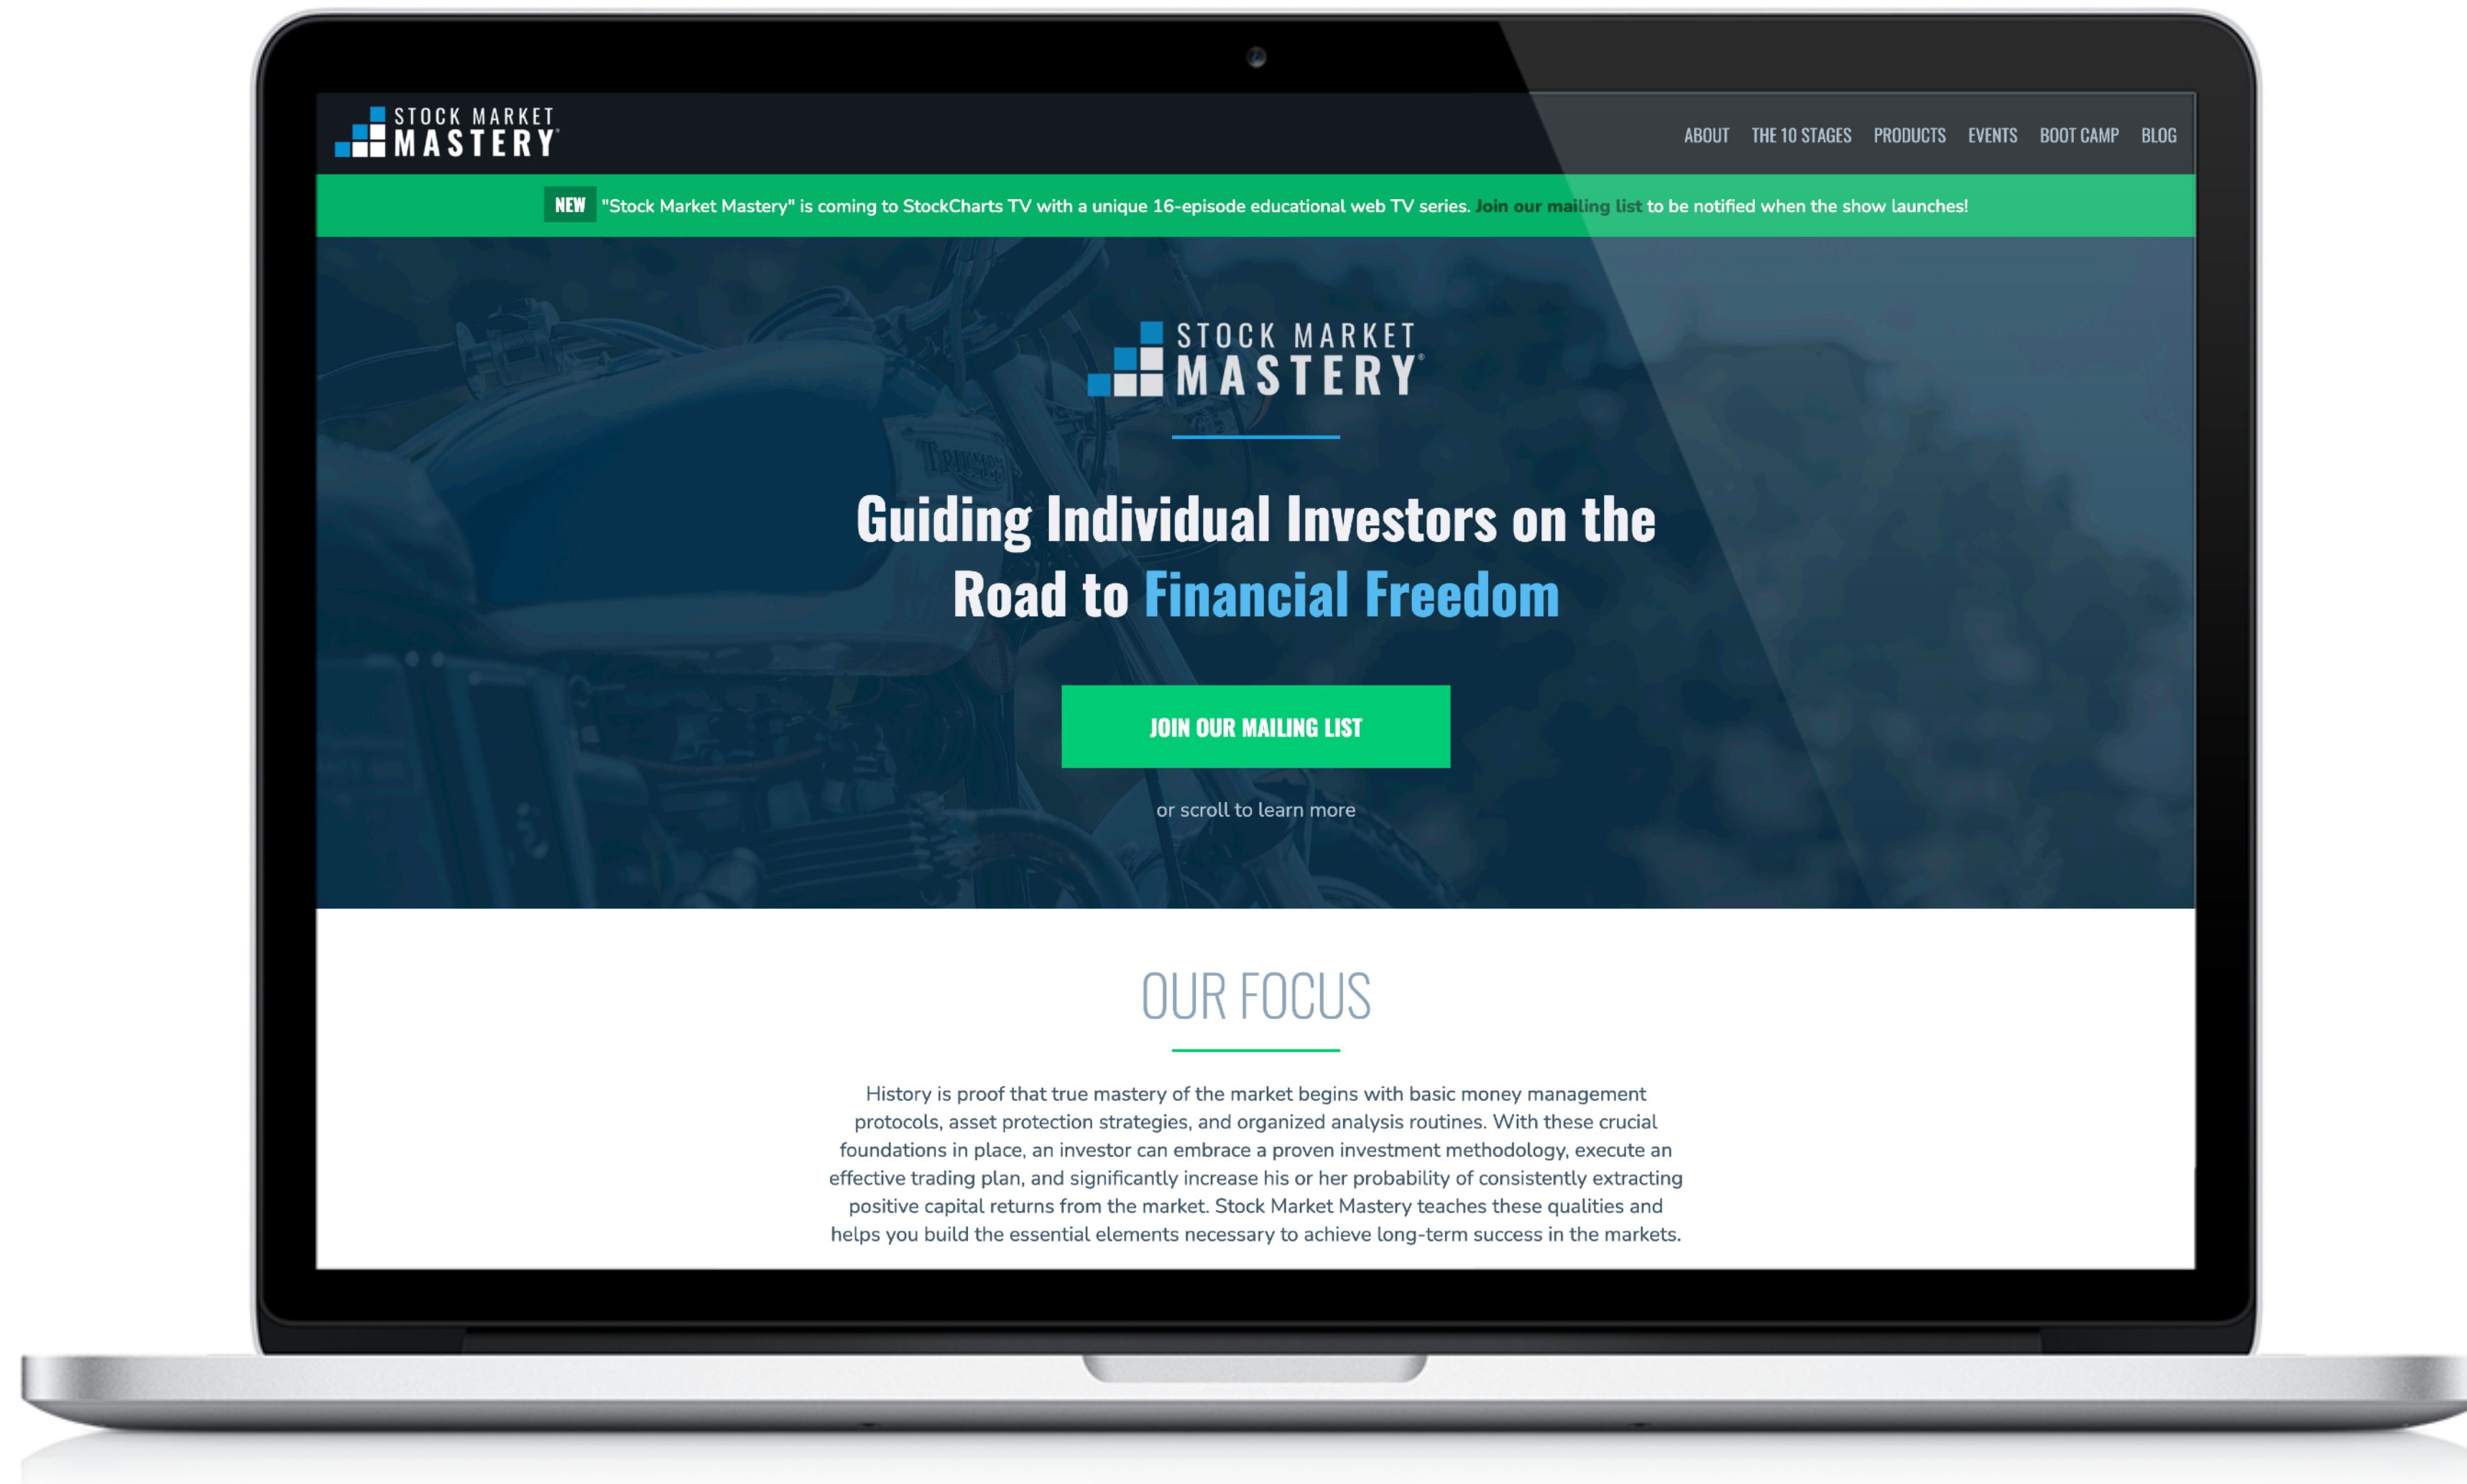 STOCK MARKET
MASTERY
ABOUT THE 10 STAGES PRODUCTS EVENTS BOOT CAMP BLOG
NEW "Stock Market Mastery" is coming to StockCharts TV with a unique 16-episode educational web TV series. Join our mailing list to be notified when the show launches!
STOCK MARKET
MASTERY®
TRIUMPH
Guiding Individual Investors on the
Road to Financial Freedom
JOIN OUR MAILING LIST
or scroll to learn more
OUR FOCUS
History is proof that true mastery of the market begins with basic money management
protocols, asset protection strategies, and organized analysis routines. With these crucial
foundations in place, an investor can embrace a proven investment methodology, execute an
effective trading plan, and significantly increase his or her probability of consistently extracting
positive capital returns from the market. Stock Market Mastery teaches these qualities and
helps you build the essential elements necessary to achieve long-term success in the markets.